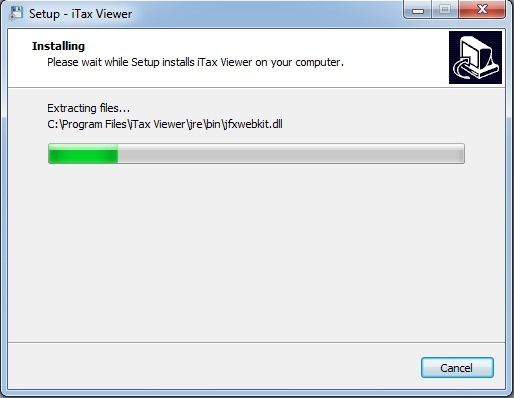 Setup - iTax Viewer
Installing
Please wait while Setup installs iTax Viewer on your computer.
Extracting files...
C:\Program Files\iTax Viewer\jre\bin\jfxwebkit.dll
Cancel